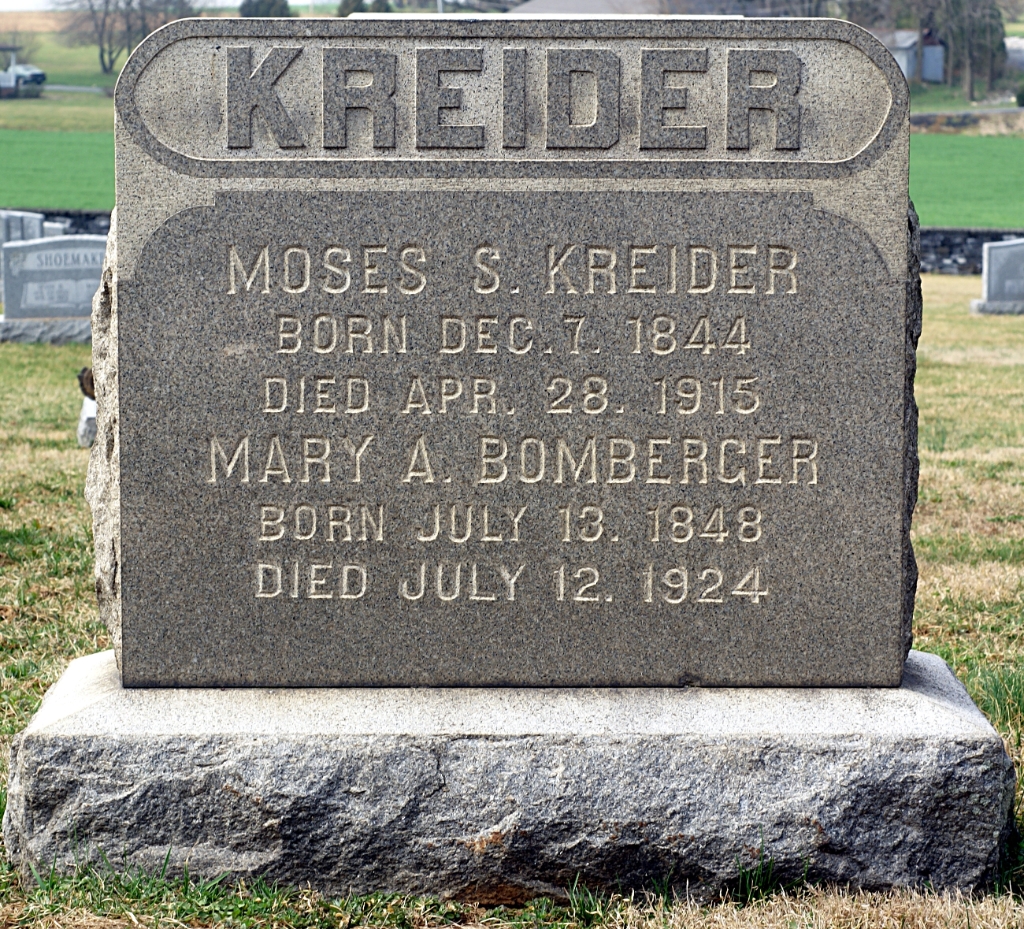 KREIDER
MOSES S. KREIDER
BORN DEC. 7. 1844
DIED APR. 28. 1915
MARY A. BOMBERGER
BORN JULY 13. 1848
DIED JULY 12. 1924